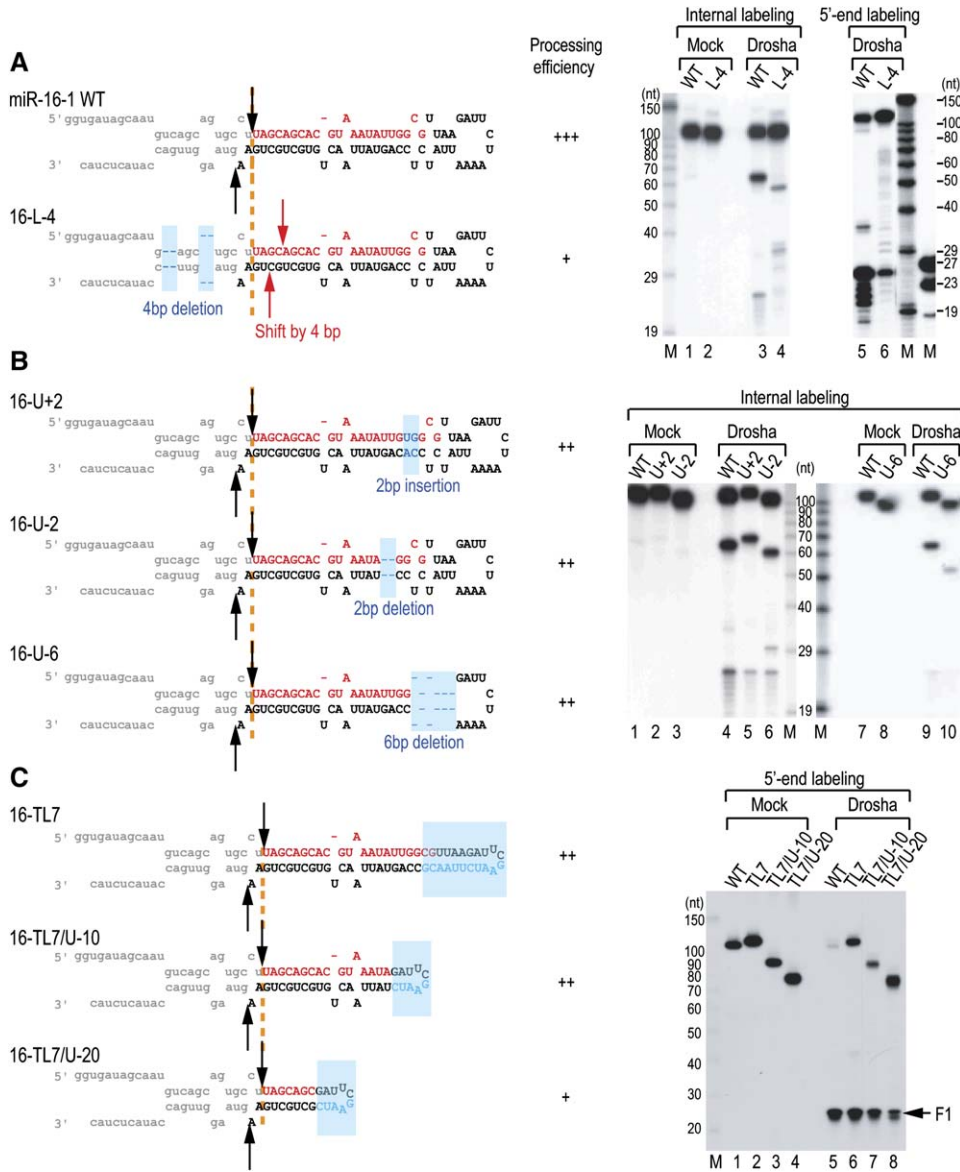 A
Processing
efficiency
Internal labeling
5'-end labeling
Mock
Drosha
Drosha
WT
L-4
WT
L-4
WT
L-4
miR-16-1 WT
5' ggugauagcaau ag c - A C U GAUU
gucagc ugc uUAGCAGCAC GU AAUAUUGG G UAA C
caguug aug AGUCGUCGUG CA UUAUGACC C AUU U
3' caucucauac ga A U A U U AAAA
+++
16-L-4
5' ggugauagcaau -- c - A C U GAUU
g--agc ugc uUAGCAGCAC GU AAUAUUGG G UAA C
c--uug aug AGUCGUCGUG CA UUAUGACC C AUU U
3' caucucauac -- A U A U U AAAA
+
4bp deletion
Shift by 4 bp
(nt)
150
100
90
80
70
60
50
40
29
19
(nt)
150
50
40
29
27
23
19
M 1 2 3 4 5 6 M M
B
16-U+2
5' ggugauagcaau ag c - A C U GAUU
gucagc ugc uUAGCAGCAC GU AAUAUUGUGG G UAA C
caguug aug AGUCGUCGUG CA UUAUGACACC C AUU U
3' caucucauac ga A U A U U AAAA
++
2bp insertion
16-U-2
5' ggugauagcaau ag c - A C U GAUU
gucagc ugc uUAGCAGCAC GU AAUA--GG G UAA C
caguug aug AGUCGUCGUG CA UUAU--CC C AUU U
3' caucucauac ga A U A U U AAAA
++
2bp deletion
16-U-6
5' ggugauagcaau ag c - A - - GAUU
gucagc ugc uUAGCAGCAC GU AAUAUUGG - --- C
caguug aug AGUCGUCGUG CA UUAUGACC - --- U
3' caucucauac ga A U A - - AAAA
++
6bp deletion
Internal labeling
Mock
Drosha
Mock
Drosha
WT
U+2
U-2
WT
U+2
U-2
(nt)
WT
U-6
WT
U-6
100
90
80
70
60
50
40
29
19
1 2 3 4 5 6 M M 7 8 9 10
C
16-TL7
5' ggugauagcaau ag c - A
gucagc ugc uUAGCAGCAC GU AAUAUUGGCGUUAAGAUUC
caguug aug AGUCGUCGUG CA UUAUGACCGCAAUUCUAAG
3' caucucauac ga A U A
++
16-TL7/U-10
5' ggugauagcaau ag c - A
gucagc ugc uUAGCAGCAC GU AAUAGAUUC
caguug aug AGUCGUCGUG CA UUAUCUAAG
3' caucucauac ga A U A
++
16-TL7/U-20
5' ggugauagcaau ag c
gucagc ugc uUAGCAGCGAUUC
caguug aug AGUCGUCGCUAAG
3' caucucauac ga A
+
5'-end labeling
Mock
Drosha
WT
TL7
TL7/U-10
TL7/U-20
WT
TL7
TL7/U-10
TL7/U-20
(nt)
150
100
90
80
70
60
50
40
30
20
F1
M 1 2 3 4 5 6 7 8